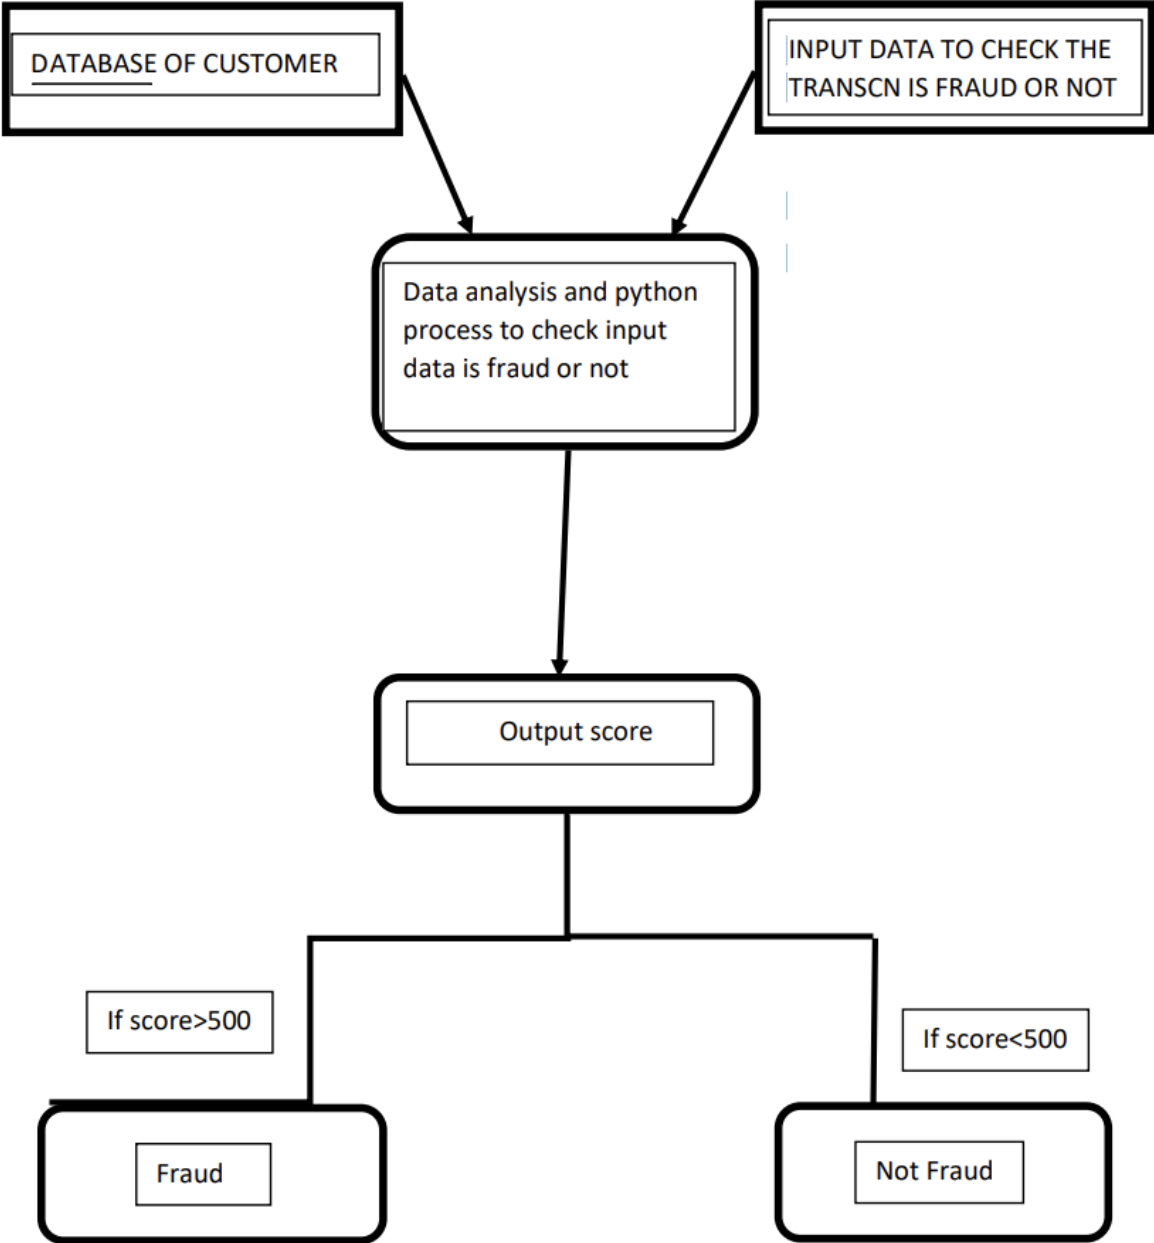 DATABASE OF CUSTOMER
INPUT DATA TO CHECK THE
TRANSCN IS FRAUD OR NOT
Data analysis and python
process to check input
data is fraud or not
Output score
If score>500
If score<500
Fraud
Not Fraud